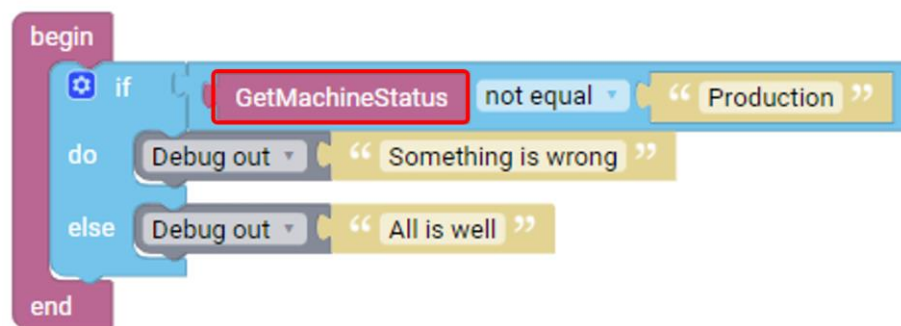 begin
if GetMachineStatus not equal “ Production ”
do Debug out “ Something is wrong ”
else Debug out “ All is well ”
end